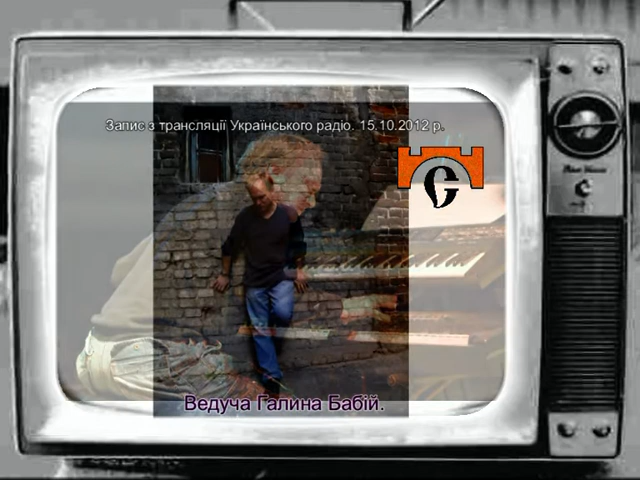 Запис з трансляції Українського радіо. 15.10.2012 р.
Є
Ведуча Галина Бабій.